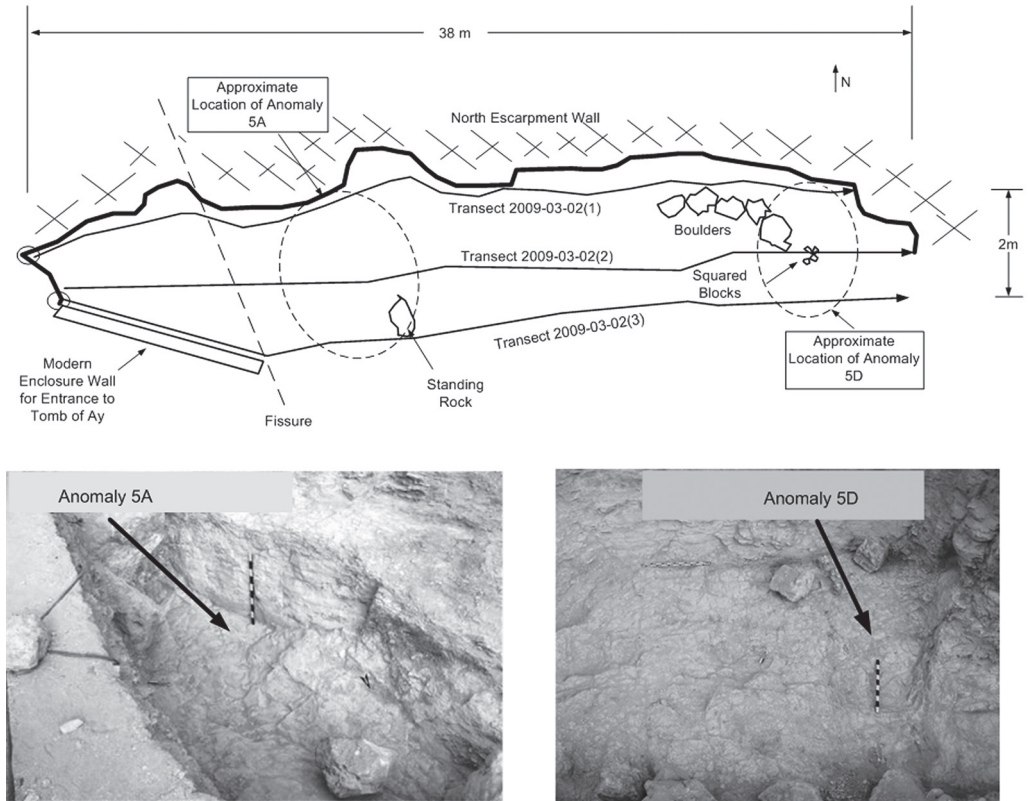 38 m
Approximate
Location of Anomaly
5A
N
North Escarpment Wall
Transect 2009-03-02(1)
Boulders
Transect 2009-03-02(2)
2m
Squared
Blocks
Transect 2009-03-02(3)
Modern
Enclosure Wall
for Entrance to
Tomb of Ay
Fissure
Standing
Rock
Approximate
Location of Anomaly
5D
Anomaly 5A
Anomaly 5D